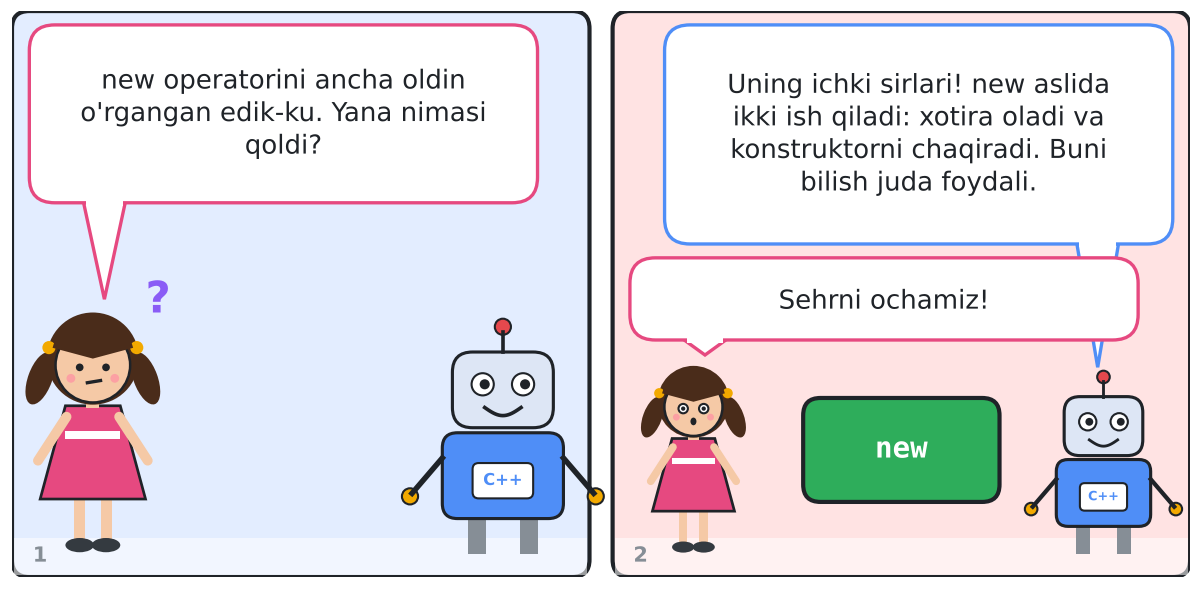 new operatorini ancha oldin
o'rgangan edik-ku. Yana nimasi
qoldi?
?
C++
1
Uning ichki sirlari! new aslida
ikki ish qiladi: xotira oladi va
konstruktorni chaqiradi. Buni
bilish juda foydali.
Sehrni ochamiz!
new
C++
2